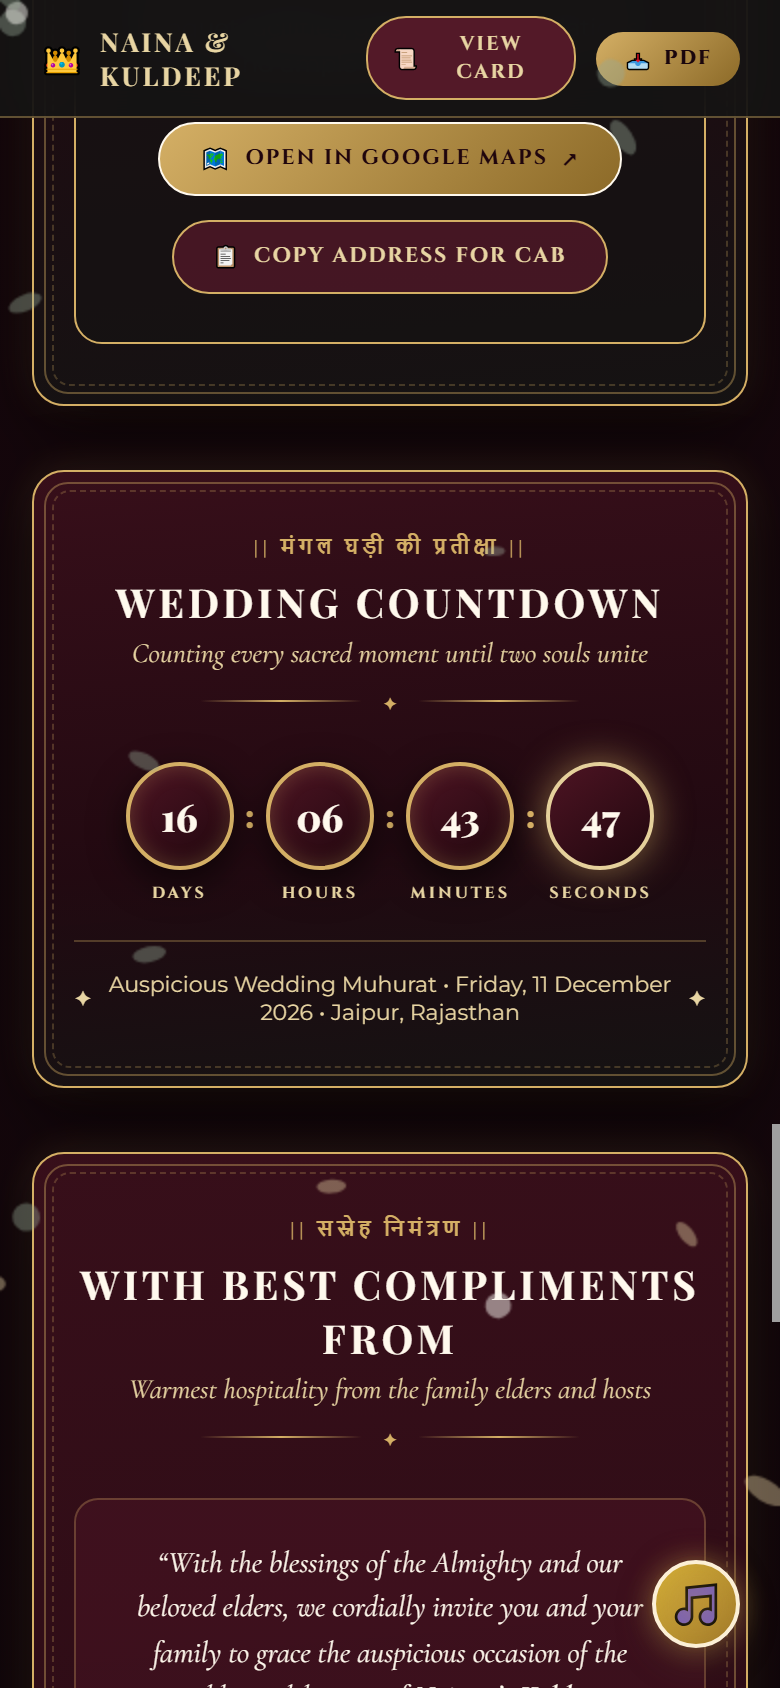 NAINA &
KULDEEP
VIEW
CARD
PDF
OPEN IN GOOGLE MAPS ↗
COPY ADDRESS FOR CAB
|| मंगल घड़ी की प्रतीक्षा ||
WEDDING COUNTDOWN
Counting every sacred moment until two souls unite
16 : 06 : 43 : 47
DAYS HOURS MINUTES SECONDS
Auspicious Wedding Muhurat • Friday, 11 December
2026 • Jaipur, Rajasthan
|| सस्नेह निमंत्रण ||
WITH BEST COMPLIMENTS
FROM
Warmest hospitality from the family elders and hosts
“With the blessings of the Almighty and our
beloved elders, we cordially invite you and your
family to grace the auspicious occasion of the